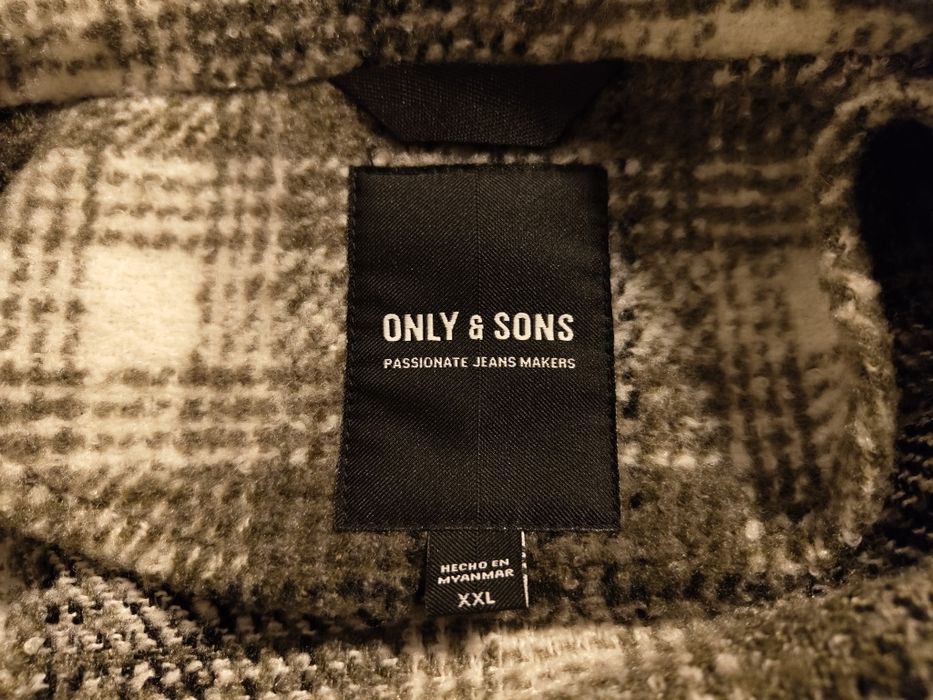 ONLY & SONS
PASSIONATE JEANS MAKERS
HECHO EN
MYANMAR
XXL